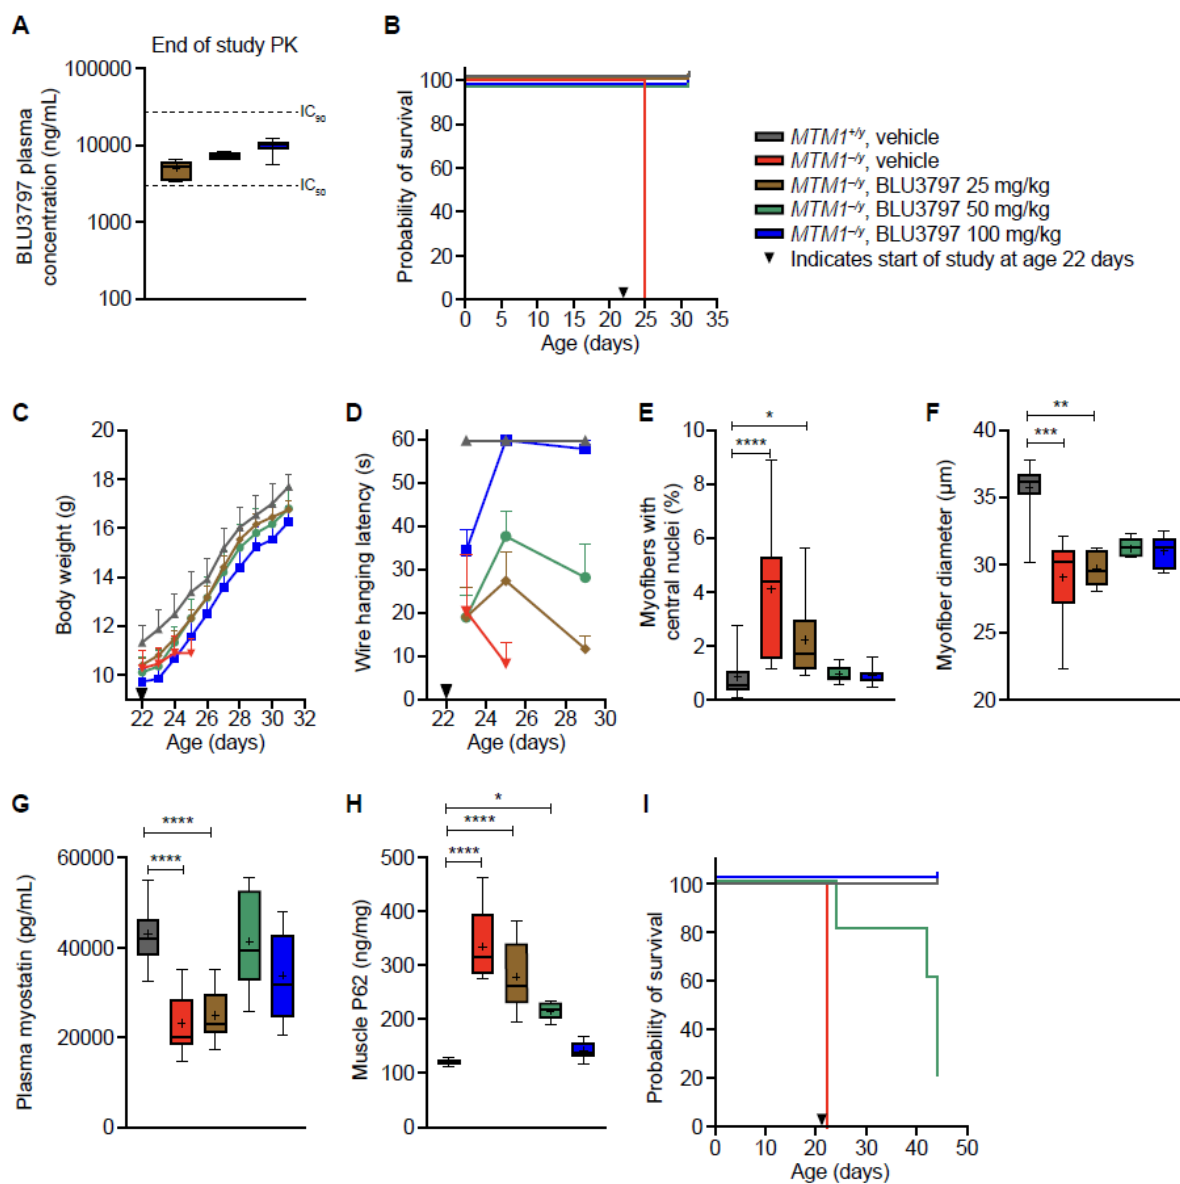 A
End of study PK
BLU3797 plasma
concentration (ng/mL)
100000
10000
1000
100
IC90
IC50
B
Probability of survival
100
80
60
40
20
0
0 5 10 15 20 25 30 35
Age (days)
MTM1+/y, vehicle
MTM1−/y, vehicle
MTM1−/y, BLU3797 25 mg/kg
MTM1−/y, BLU3797 50 mg/kg
MTM1−/y, BLU3797 100 mg/kg
▼ Indicates start of study at age 22 days
C
Body weight (g)
20
18
16
14
12
10
22 24 26 28 30 32
Age (days)
D
Wire hanging latency (s)
60
50
40
30
20
10
0
22 24 26 28 30
Age (days)
E
Myofibers with
central nuclei (%)
10
8
6
4
2
0
*
****
F
Myofiber diameter (μm)
40
35
30
25
20
**
***
G
Plasma myostatin (pg/mL)
60000
40000
20000
0
****
****
H
Muscle P62 (ng/mg)
500
400
300
200
100
0
*
****
****
I
Probability of survival
100
80
60
40
20
0
0 10 20 30 40 50
Age (days)